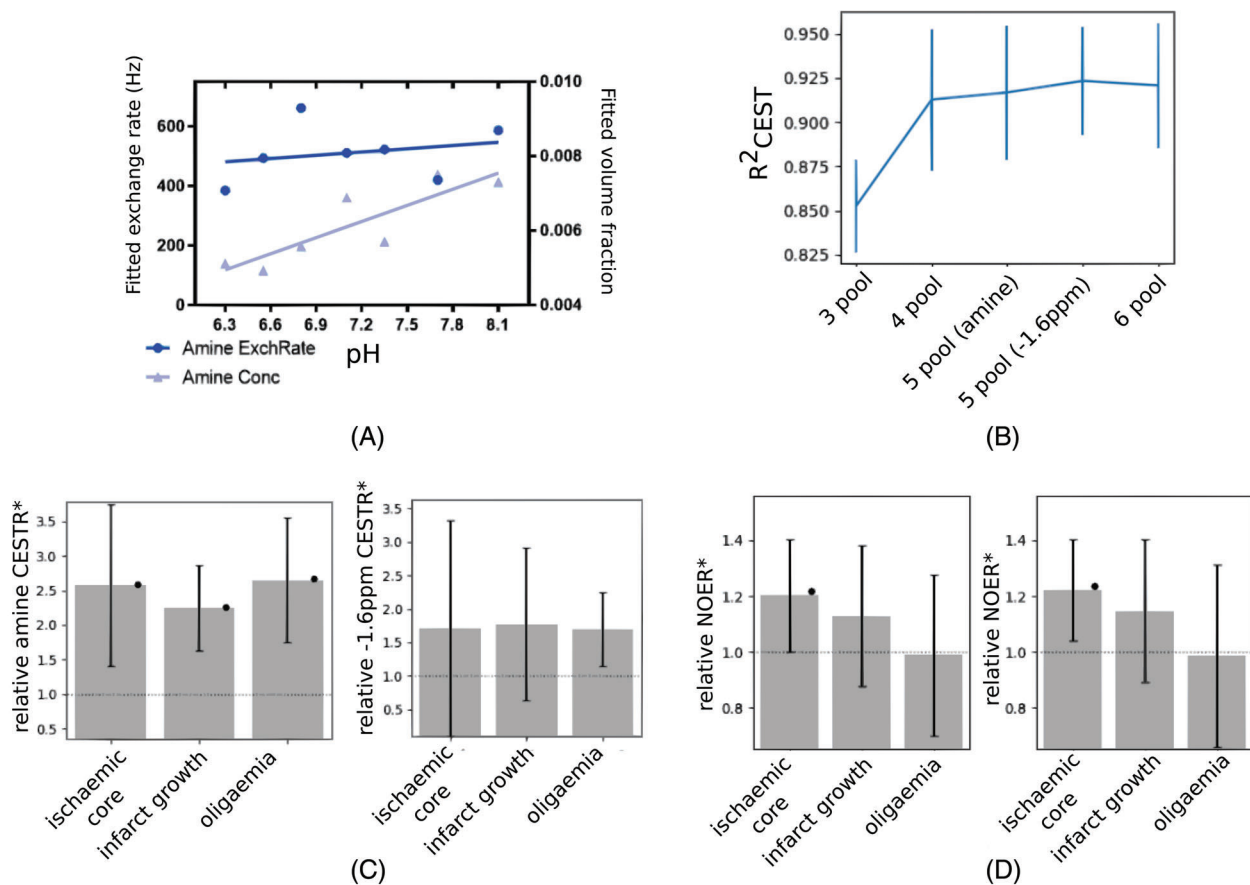 Fitted exchange rate (Hz)
600
400
200
0
0.010
0.008
0.006
0.004
Fitted volume fraction
6.3 6.6 6.9 7.2 7.5 7.8 8.1
pH
Amine ExchRate
Amine Conc
(A)
R²CEST
0.950
0.925
0.900
0.875
0.850
0.825
3 pool
4 pool
5 pool (amine)
5 pool (-1.6ppm)
6 pool
(B)
relative amine CESTR*
3.5
3.0
2.5
2.0
1.5
1.0
0.5
ischaemic
core
infarct growth
oligaemia
relative -1.6ppm CESTR*
3.5
3.0
2.5
2.0
1.5
1.0
0.5
ischaemic
core
infarct growth
oligaemia
(C)
relative NOER*
1.4
1.2
1.0
0.8
ischaemic
core
infarct growth
oligaemia
relative NOER*
1.4
1.2
1.0
0.8
ischaemic
core
infarct growth
oligaemia
(D)